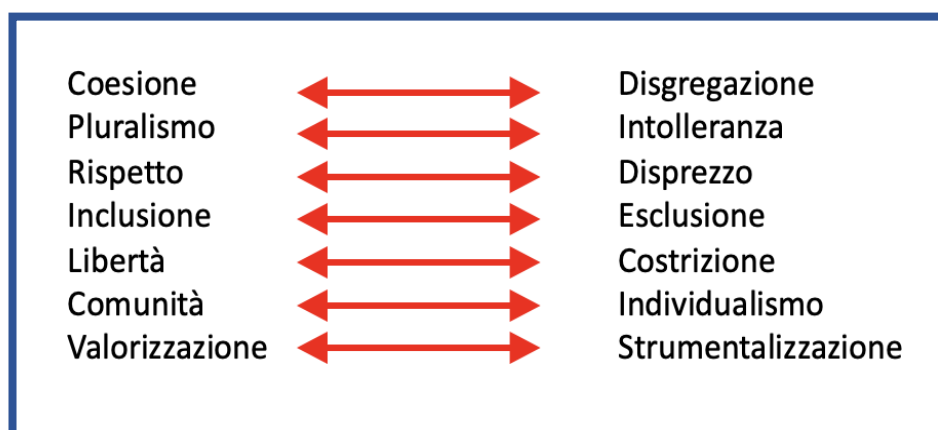 Coesione Disgregazione
Pluralismo Intolleranza
Rispetto Disprezzo
Inclusione Esclusione
Libertà Costrizione
Comunità Individualismo
Valorizzazione Strumentalizzazione